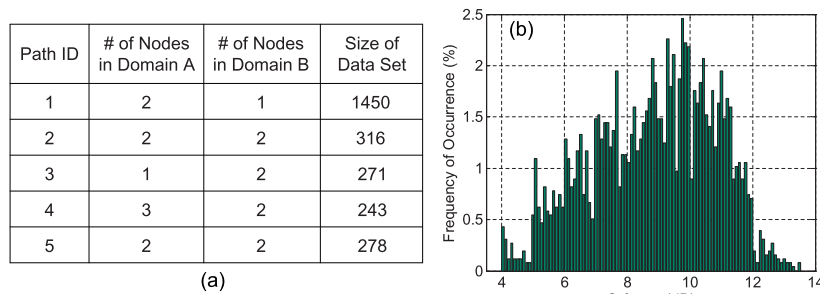 Path ID # of Nodes in Domain A # of Nodes in Domain B Size of Data Set
1 2 1 1450
2 2 2 316
3 1 2 271
4 3 2 243
5 2 2 278
(a)
(b)
Frequency of Occurrence (%)
2.5
2
1.5
1
0.5
0
4 6 8 10 12 14